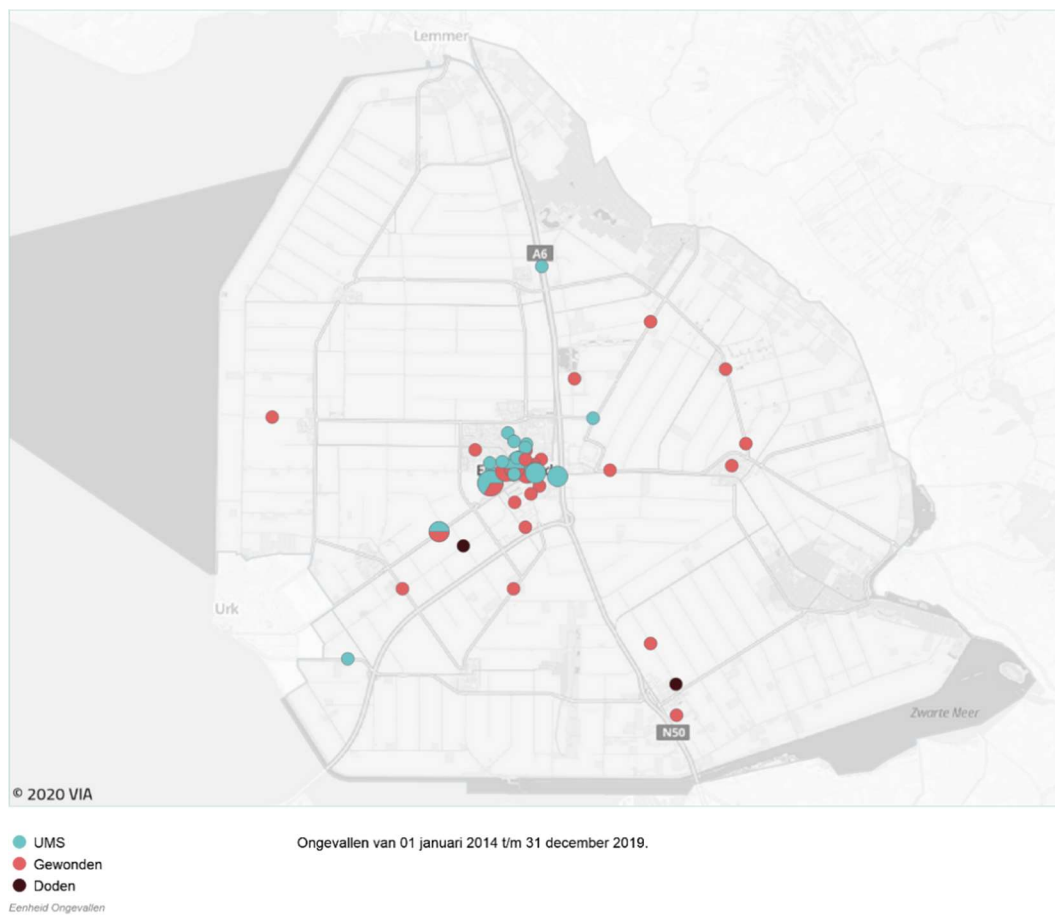 Lemmer
A6
E
d
Urk
Zwarte Meer
N50
© 2020 VIA
UMS
Ongevallen van 01 januari 2014 t/m 31 december 2019.
Gewonden
Doden
Eenheid Ongevallen